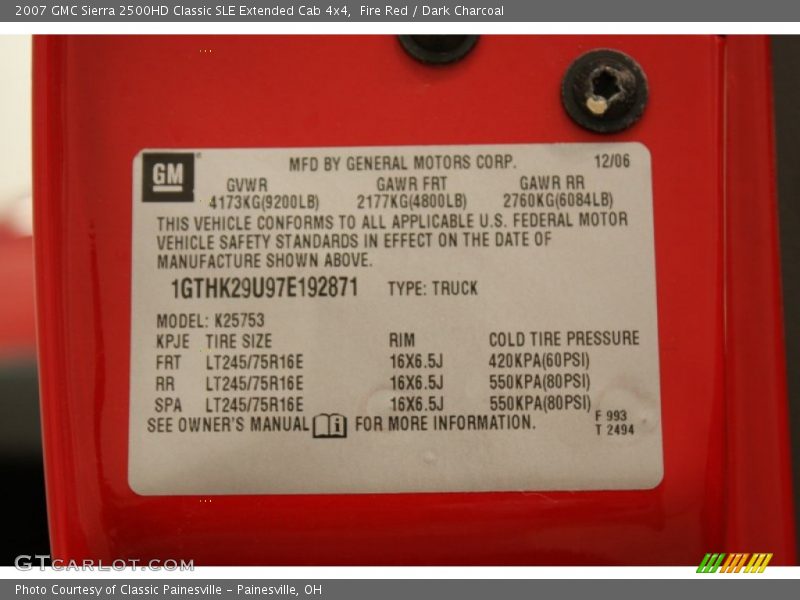 2007 GMC Sierra 2500HD Classic SLE Extended Cab 4x4, Fire Red / Dark Charcoal
GM
MFD BY GENERAL MOTORS CORP. 12/06
GVWR GAWR FRT GAWR RR
4173KG(9200LB) 2177KG(4800LB) 2760KG(6084LB)
THIS VEHICLE CONFORMS TO ALL APPLICABLE U.S. FEDERAL MOTOR
VEHICLE SAFETY STANDARDS IN EFFECT ON THE DATE OF
MANUFACTURE SHOWN ABOVE.
1GTHK29U97E192871 TYPE: TRUCK
MODEL: K25753
KPJE TIRE SIZE RIM COLD TIRE PRESSURE
FRT LT245/75R16E 16X6.5J 420KPA(60PSI)
RR LT245/75R16E 16X6.5J 550KPA(80PSI)
SPA LT245/75R16E 16X6.5J 550KPA(80PSI)
SEE OWNER'S MANUAL i FOR MORE INFORMATION.
F 993
T 2494
GTCARLOT.COM
Photo Courtesy of Classic Painesville - Painesville, OH